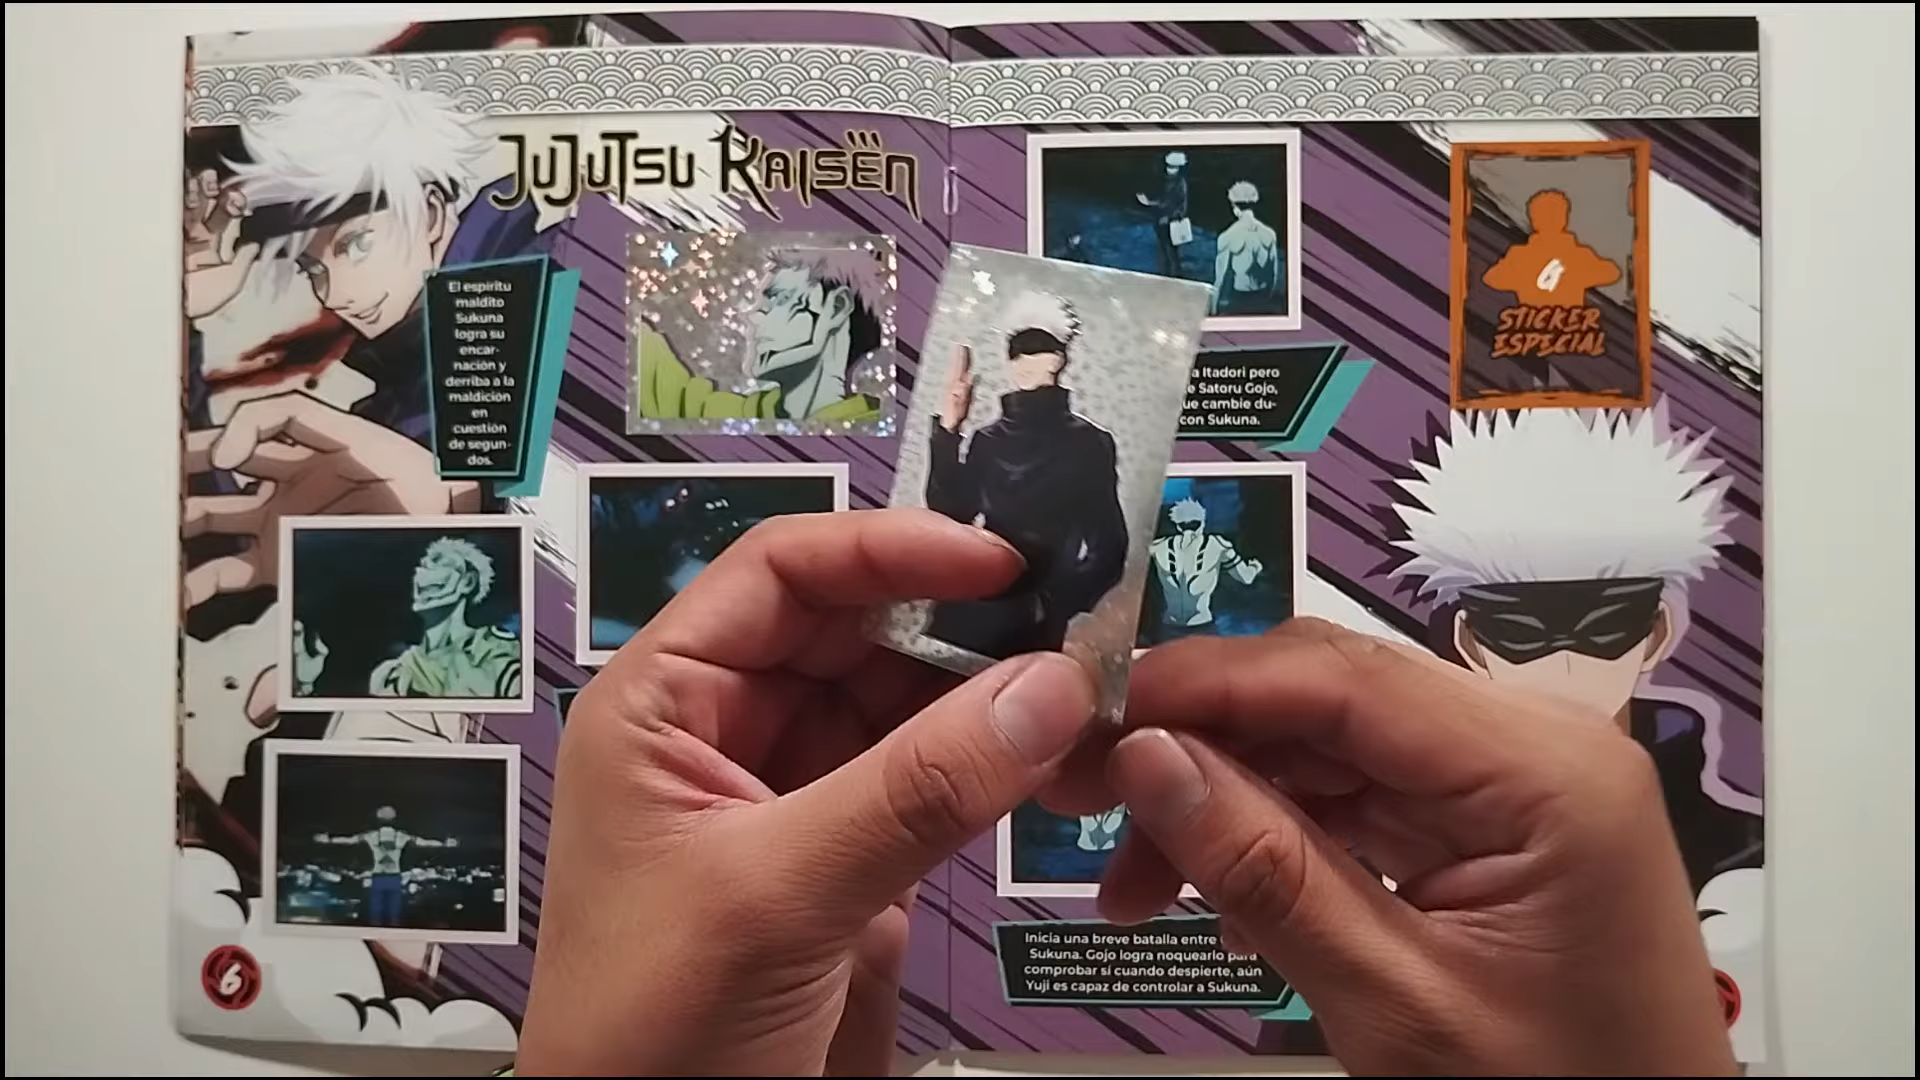 JUJUTSU KAISEN
El espíritu
maldito
Sukuna
logra su
encar-
nación y
derriba a la
maldición
en
cuestión
de segun-
dos.
a Itadori pero
e Satoru Gojo,
ue cambie du-
con Sukuna.
G
STICKER
ESPECIAL
Inicia una breve batalla entre
Sukuna. Gojo logra noquearlo para
comprobar si cuando despierte, aún
Yuji es capaz de controlar a Sukuna.
6